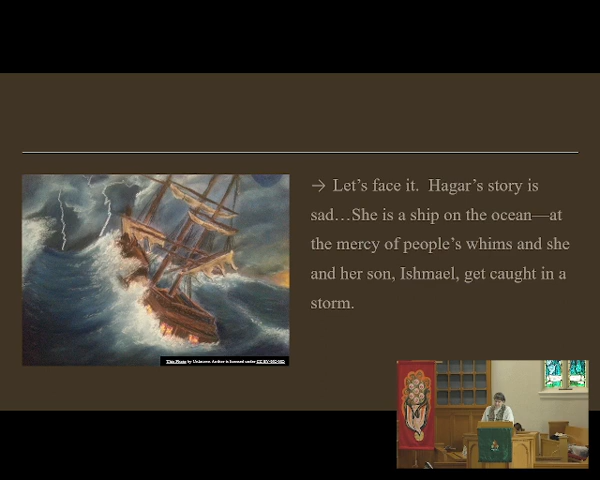 → Let's face it.  Hagar's story is
sad…She is a ship on the ocean—at
the mercy of people's whims and she
and her son, Ishmael, get caught in a
storm.
This Photo by Unknown Author is licensed under CC BY-NC-ND